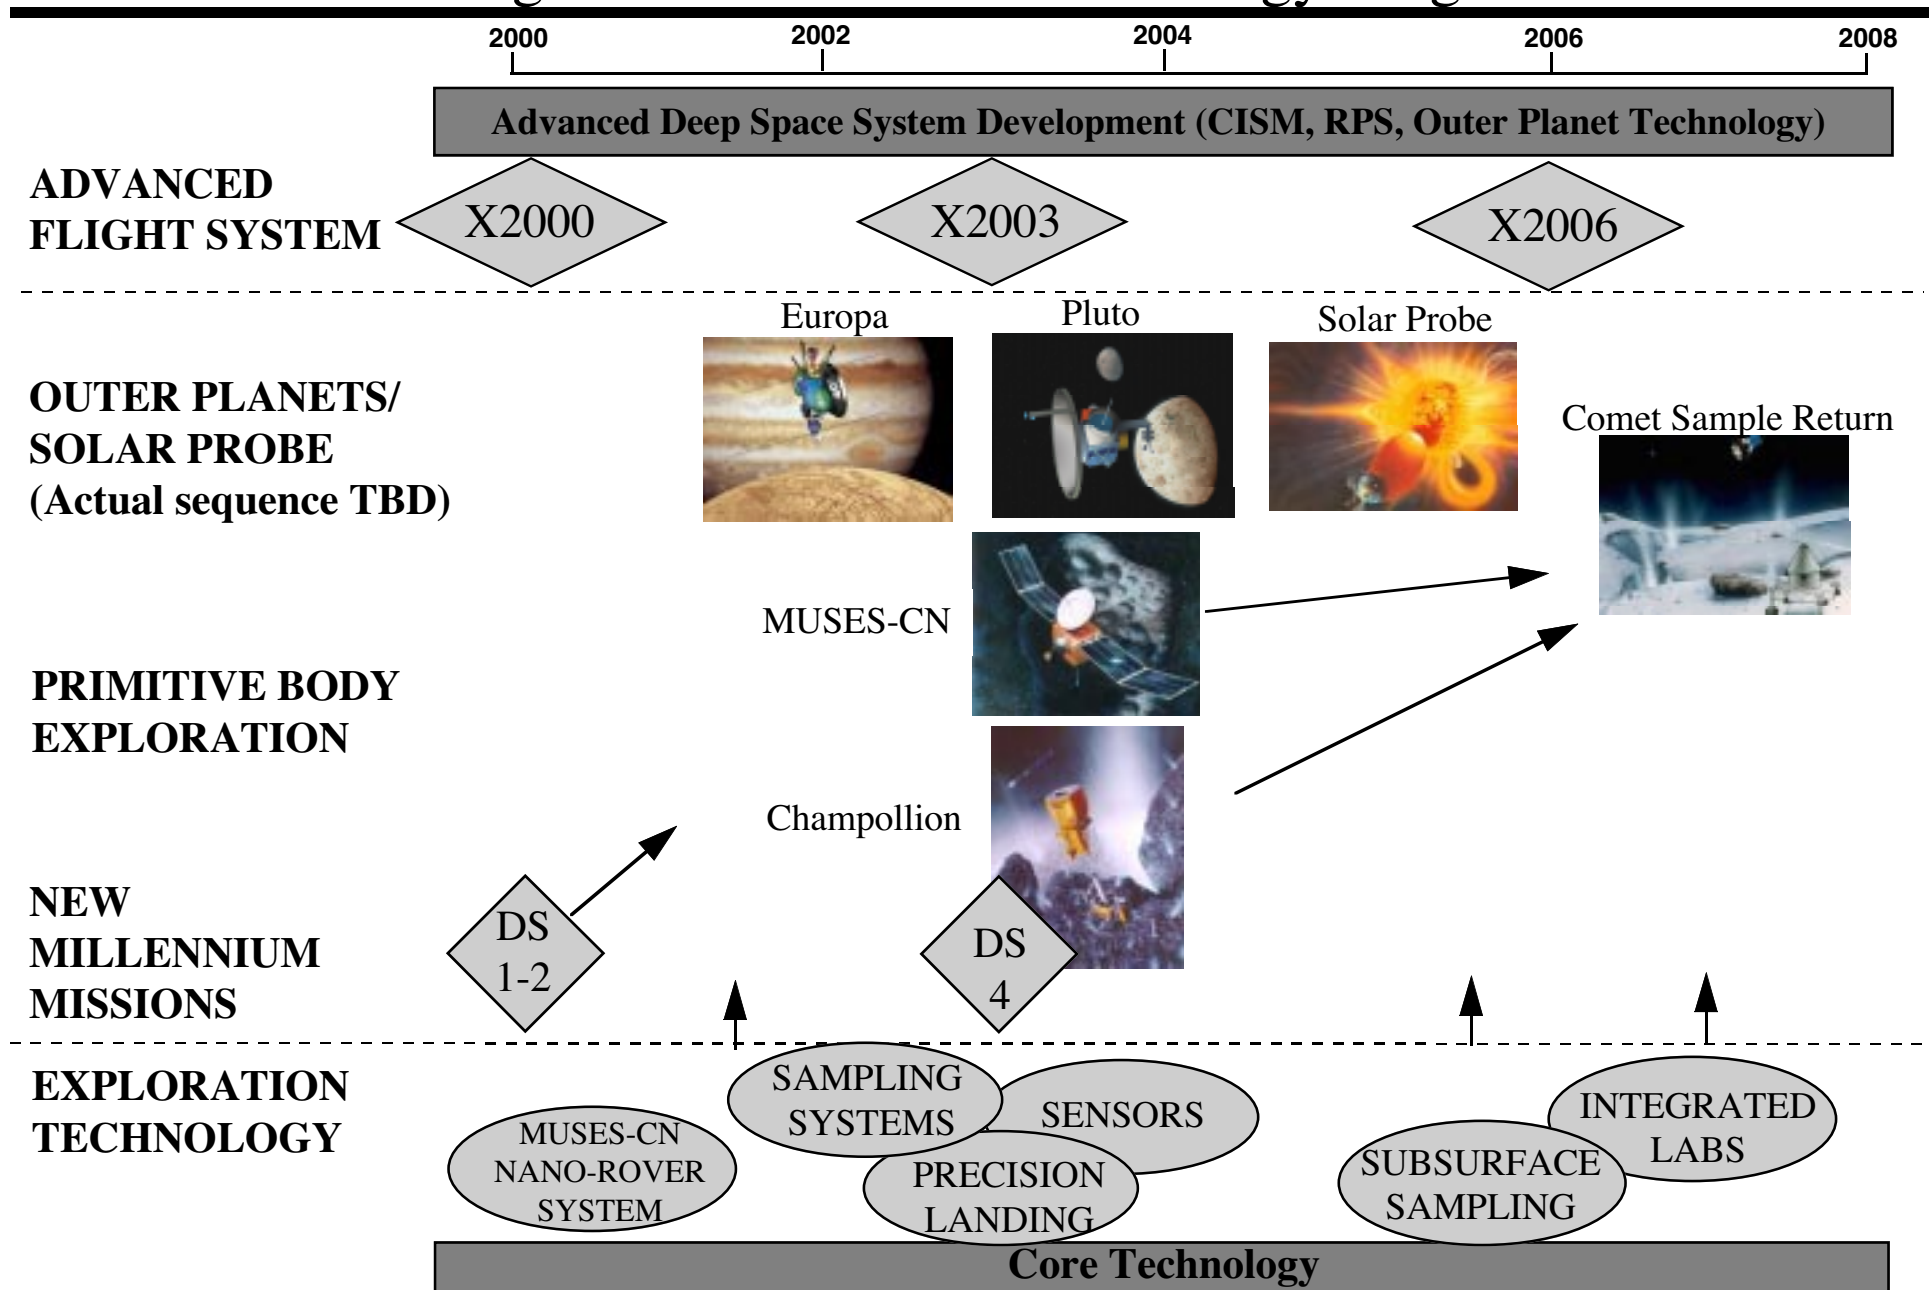 2000 2002 2004 2006 2008
Advanced Deep Space System Development (CISM, RPS, Outer Planet Technology)
ADVANCED
FLIGHT SYSTEM
X2000
X2003
X2006
Europa
Pluto
Solar Probe
OUTER PLANETS/
SOLAR PROBE
(Actual sequence TBD)
Comet Sample Return
MUSES-CN
PRIMITIVE BODY
EXPLORATION
Champollion
NEW
MILLENNIUM
MISSIONS
DS
1-2
DS
4
EXPLORATION
TECHNOLOGY
MUSES-CN
NANO-ROVER
SYSTEM
SAMPLING
SYSTEMS
SENSORS
PRECISION
LANDING
SUBSURFACE
SAMPLING
INTEGRATED
LABS
Core Technology